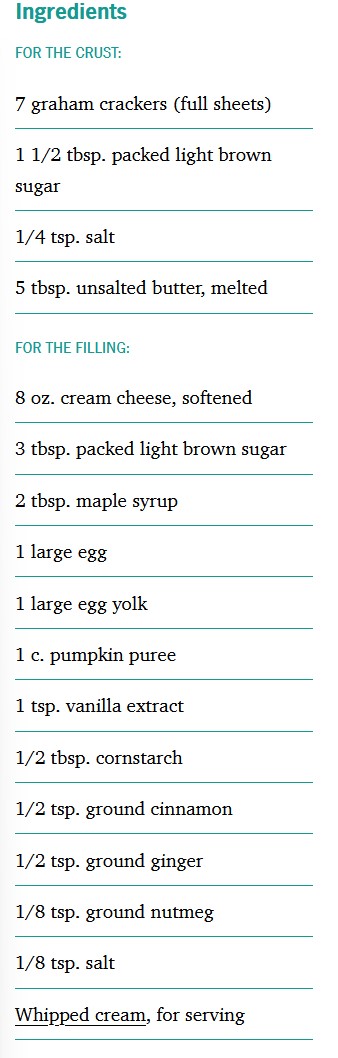 Ingredients
FOR THE CRUST:
7 graham crackers (full sheets)
1 1/2 tbsp. packed light brown
sugar
1/4 tsp. salt
5 tbsp. unsalted butter, melted
FOR THE FILLING:
8 oz. cream cheese, softened
3 tbsp. packed light brown sugar
2 tbsp. maple syrup
1 large egg
1 large egg yolk
1 c. pumpkin puree
1 tsp. vanilla extract
1/2 tbsp. cornstarch
1/2 tsp. ground cinnamon
1/2 tsp. ground ginger
1/8 tsp. ground nutmeg
1/8 tsp. salt
Whipped cream, for serving